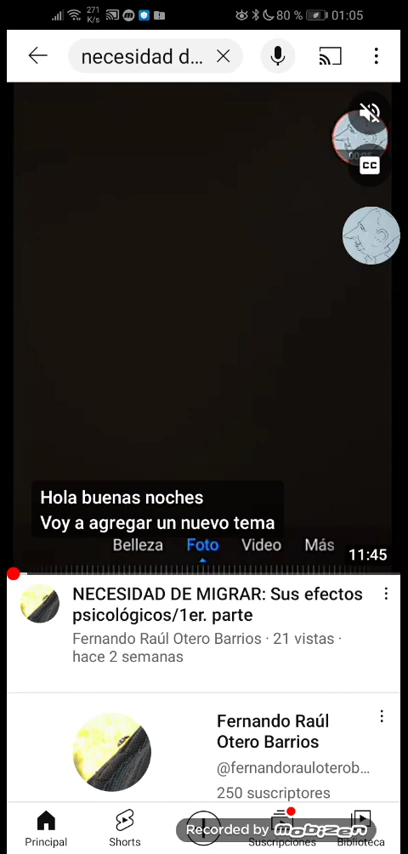 271
K/s
80 %
01:05
necesidad d...
CC
Hola buenas noches
Voy a agregar un nuevo tema
Belleza Foto Video Más
11:45
NECESIDAD DE MIGRAR: Sus efectos
psicológicos/1er. parte
Fernando Raúl Otero Barrios · 21 vistas ·
hace 2 semanas
Fernando Raúl
Otero Barrios
@fernandorauloterob...
250 suscriptores
Principal
Shorts
Suscripciones
Biblioteca
Recorded by mobizen